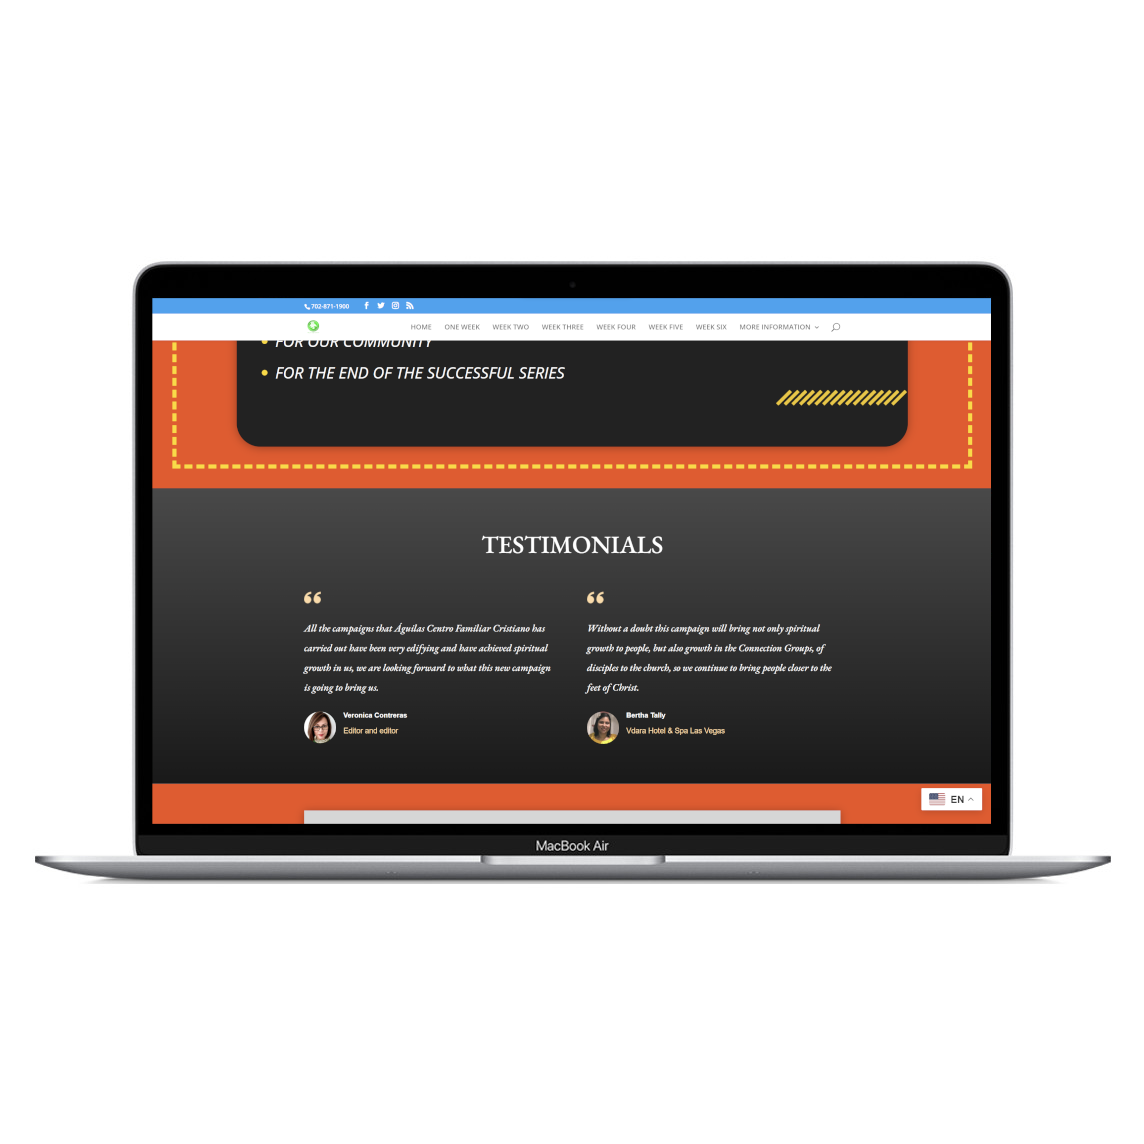 702-871-1900
HOME ONE WEEK WEEK TWO WEEK THREE WEEK FOUR WEEK FIVE WEEK SIX MORE INFORMATION
FOR OUR COMMUNITY
FOR THE END OF THE SUCCESSFUL SERIES
TESTIMONIALS
“
All the campaigns that Águilas Centro Familiar Cristiano has
carried out have been very edifying and have achieved spiritual
growth in us, we are looking forward to what this new campaign
is going to bring us.
Veronica Contreras
Editor and editor
“
Without a doubt this campaign will bring not only spiritual
growth to people, but also growth in the Connection Groups, of
disciples to the church, so we continue to bring people closer to the
feet of Christ.
Bertha Tally
Vdara Hotel & Spa Las Vegas
EN
MacBook Air